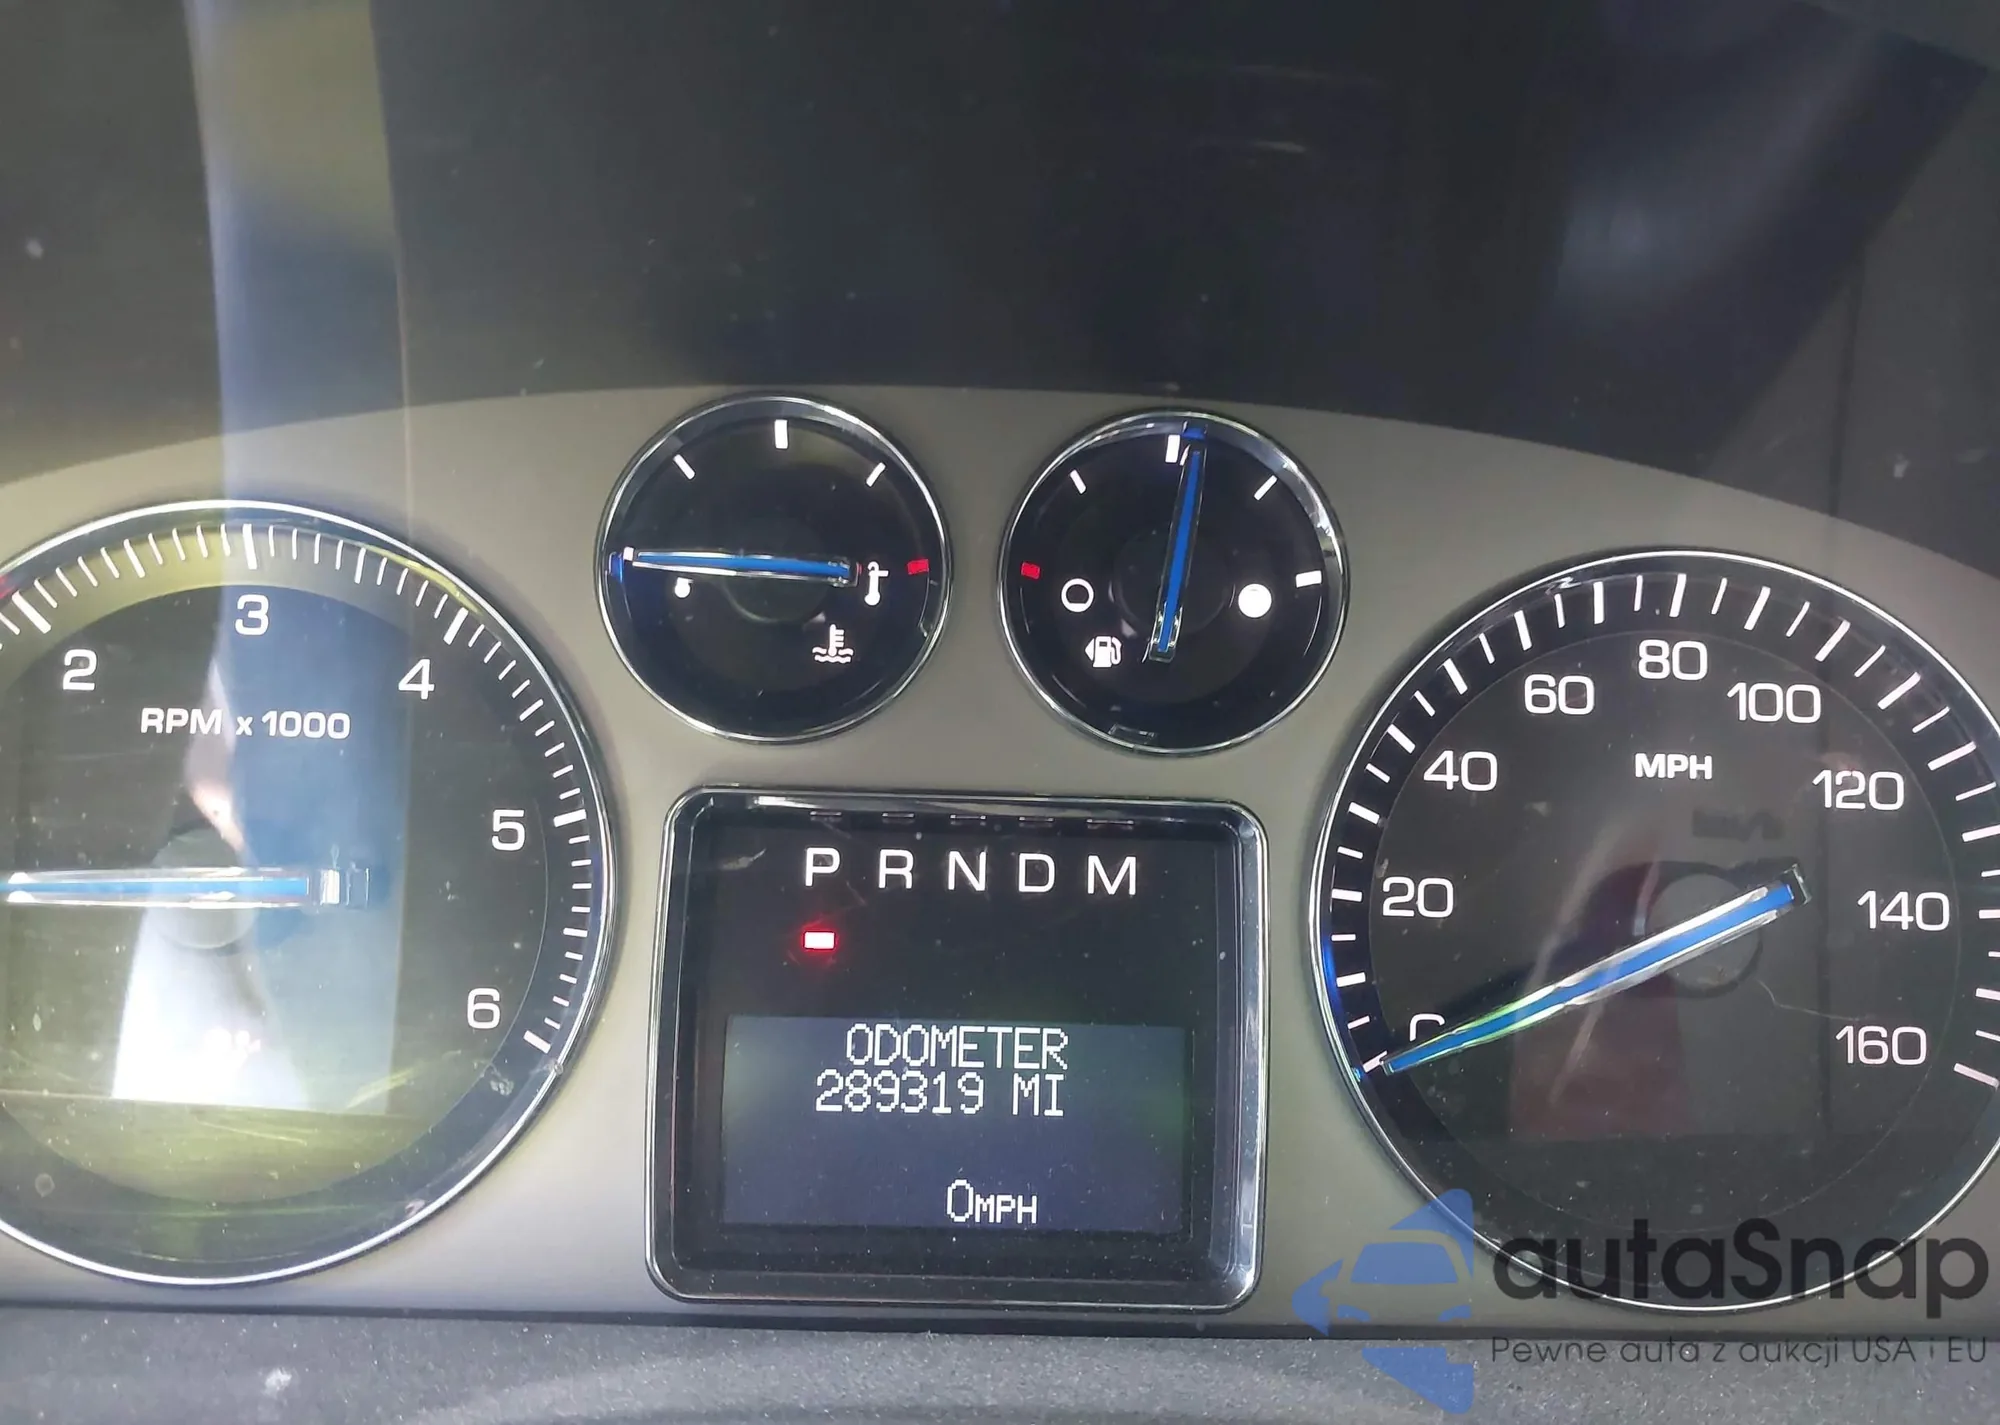 2
3
4
5
6
RPM x 1000
P R N D M
ODOMETER
289319 MI
0MPH
20
40
60
80
100
120
140
160
MPH
autaSnap
Pewne auta z aukcji USA i EU